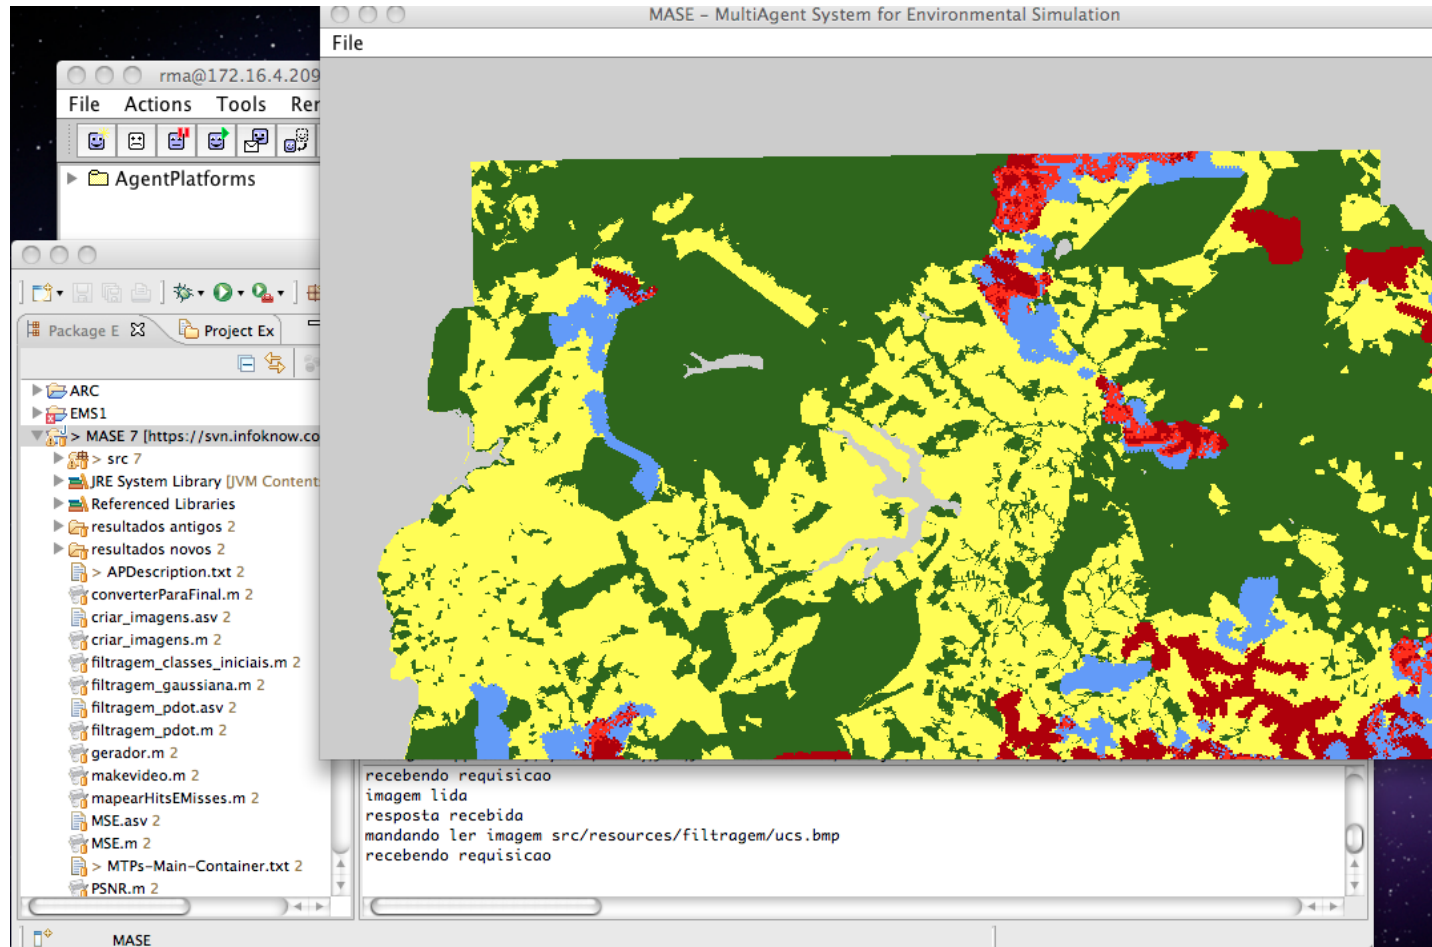 MASE – MultiAgent System for Environmental Simulation
File
rma@172.16.4.209
File Actions Tools
AgentPlatforms
Package E
Project Ex
ARC
EMS1
> MASE 7 [https://svn.infoknow.co
> src 7
JRE System Library [JVM Content
Referenced Libraries
resultados antigos 2
resultados novos 2
> APDescription.txt 2
converterParaFinal.m 2
criar_imagens.asv 2
criar_imagens.m 2
filtragem_classes_iniciais.m 2
filtragem_gaussiana.m 2
filtragem_pdot.asv 2
filtragem_pdot.m 2
gerador.m 2
makevideo.m 2
mapearHitsEMisses.m 2
MSE.asv 2
MSE.m 2
> MTPs-Main-Container.txt 2
PSNR.m 2
recebendo requisicao
imagem lida
resposta recebida
mandando ler imagem src/resources/filtragem/ucs.bmp
recebendo requisicao
MASE